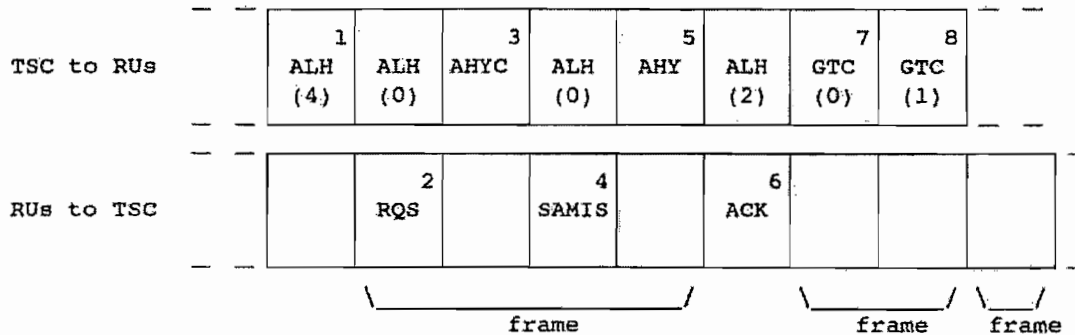 1 3 5 7 8
TSC to RUs ALH ALH AHYC ALH AHY ALH GTC GTC
(4) (0) (0) (2) (0) (1)
2 4 6
RUs to TSC RQS SAMIS ACK
frame frame frame